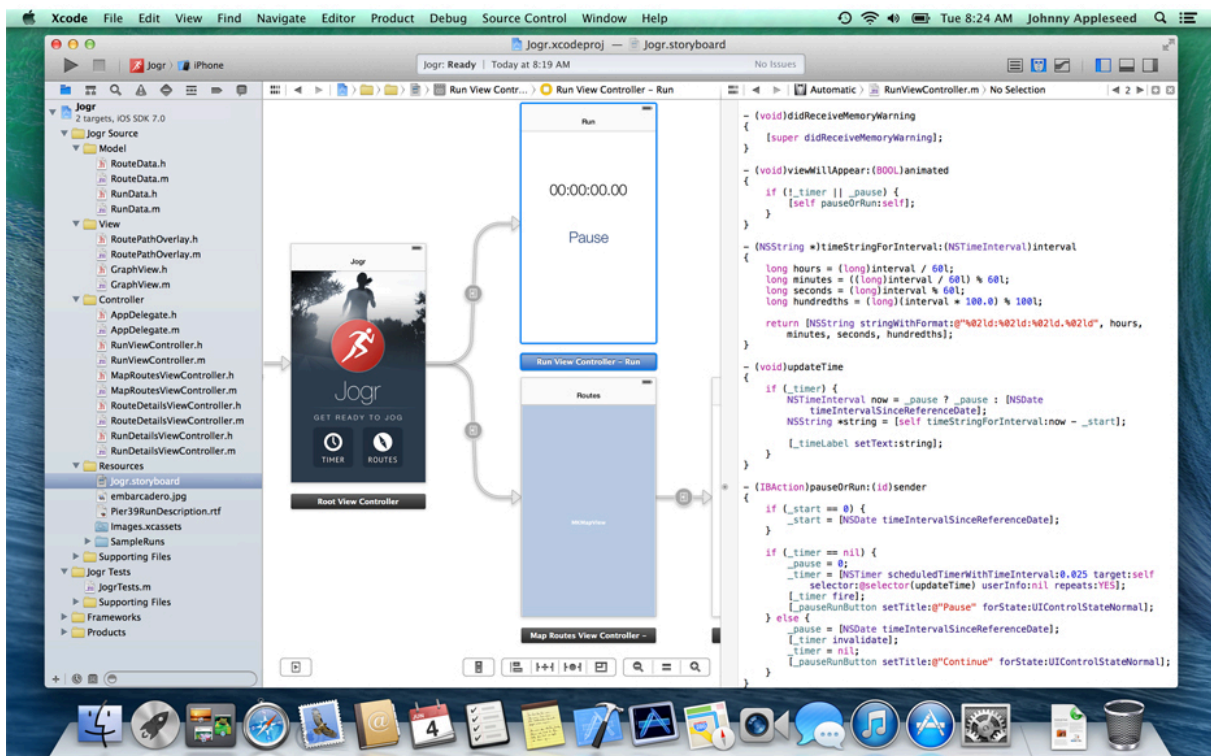 Xcode File Edit View Find Navigate Editor Product Debug Source Control Window Help Tue 8:24 AM Johnny Appleseed
Jogr.xcodeproj — Jogr.storyboard
Jogr iPhone
Jogr: Ready | Today at 8:19 AM No Issues
Run View Contr... Run View Controller – Run
Automatic RunViewController.m No Selection 2
Jogr
2 targets, iOS SDK 7.0
Jogr Source
Model
RouteData.h
RouteData.m
RunData.h
RunData.m
View
RoutePathOverlay.h
RoutePathOverlay.m
GraphView.h
GraphView.m
Controller
AppDelegate.h
AppDelegate.m
RunViewController.h
RunViewController.m
MapRoutesViewController.h
MapRoutesViewController.m
RouteDetailsViewController.h
RouteDetailsViewController.m
RunDetailsViewController.h
RunDetailsViewController.m
Resources
Jogr.storyboard
embarcadero.jpg
Pier39RunDescription.rtf
Images.xcassets
SampleRuns
Supporting Files
Jogr Tests
JogrTests.m
Supporting Files
Frameworks
Products
Jogr
Jogr
GET READY TO JOG
TIMER ROUTES
Root View Controller
Run
00:00:00.00
Pause
Run View Controller – Run
Routes
MKMapView
Map Routes View Controller –
- (void)didReceiveMemoryWarning
{
[super didReceiveMemoryWarning];
}
- (void)viewWillAppear:(BOOL)animated
{
if (!_timer || _pause) {
[self pauseOrRun:self];
}
}
- (NSString *)timeStringForInterval:(NSTimeInterval)interval
{
long hours = (long)interval / 60l;
long minutes = ((long)interval / 60l) % 60l;
long seconds = (long)interval % 60l;
long hundredths = (long)(interval * 100.0) % 100l;
return [NSString stringWithFormat:@"%02ld:%02ld:%02ld.%02ld", hours,
minutes, seconds, hundredths];
}
- (void)updateTime
{
if (_timer) {
NSTimeInterval now = _pause ? _pause : [NSDate
timeIntervalSinceReferenceDate];
NSString *string = [self timeStringForInterval:now - _start];
[_timeLabel setText:string];
}
}
- (IBAction)pauseOrRun:(id)sender
{
if (_start == 0) {
_start = [NSDate timeIntervalSinceReferenceDate];
}
if (_timer == nil) {
_pause = 0;
_timer = [NSTimer scheduledTimerWithTimeInterval:0.025 target:self
selector:@selector(updateTime) userInfo:nil repeats:YES];
[_timer fire];
[_pauseRunButton setTitle:@"Pause" forState:UIControlStateNormal];
} else {
_pause = [NSDate timeIntervalSinceReferenceDate];
[_timer invalidate];
_timer = nil;
[_pauseRunButton setTitle:@"Continue" forState:UIControlStateNormal];
}
}
JUN
4